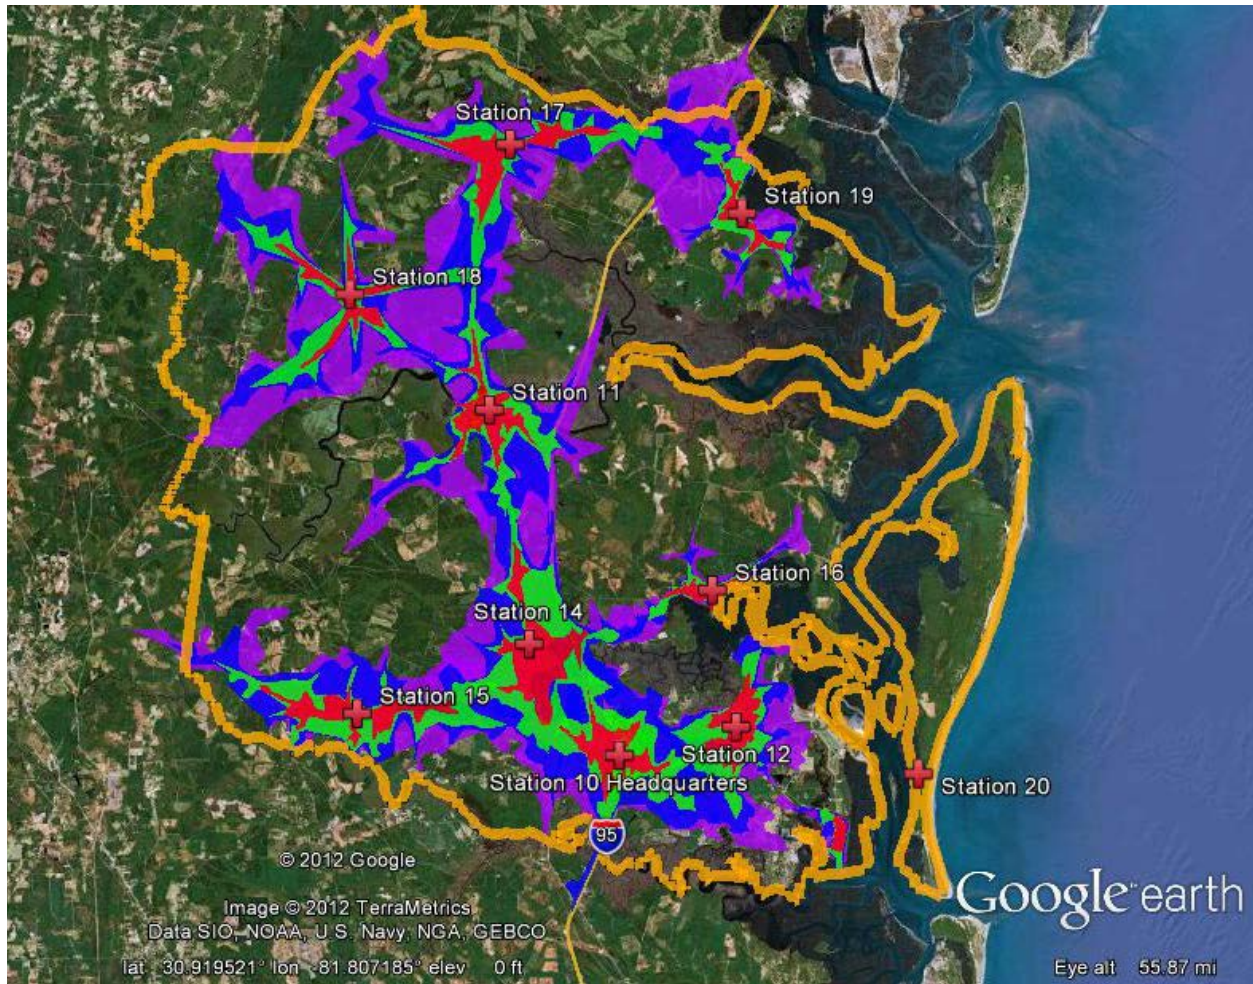 Station 17
Station 19
Station 18
Station 11
Station 16
Station 14
Station 15
Station 12
Station 10 Headquarters
Station 20
95
© 2012 Google
Google earth
Image © 2012 TerraMetrics
Data SIO, NOAA, U.S. Navy, NGA, GEBCO
lat 30.919521° lon -81.807185° elev 0 ft
Eye alt 55.87 mi